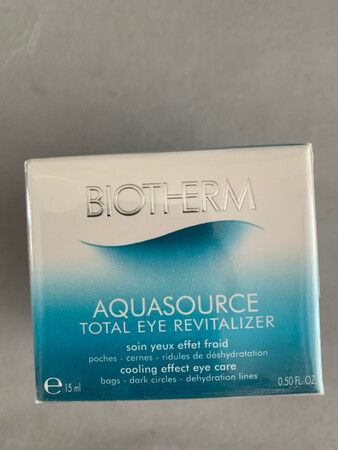 BIOTHERM
AQUASOURCE
TOTAL EYE REVITALIZER
soin yeux effet froid
poches - cernes - ridules de déshydratation
cooling effect eye care
bags - dark circles - dehydration lines
℮ 15 ml 0.50 FL. OZ